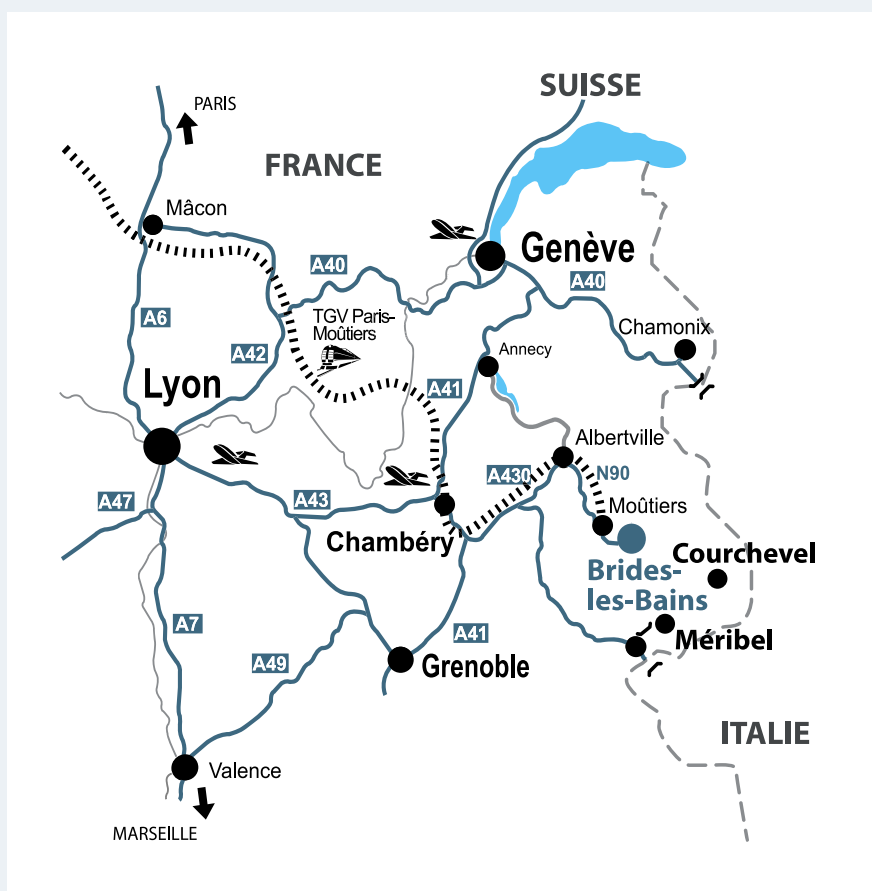 SUISSE
PARIS
FRANCE
Mâcon
Genève
A40
A40
A6
TGV Paris-
Moûtiers
Chamonix
A42
Annecy
Lyon
A41
Albertville
A430
N90
A47
A43
Moûtiers
Chambéry
Courchevel
Brides-
les-Bains
A7
A41
Méribel
A49
Grenoble
ITALIE
Valence
MARSEILLE